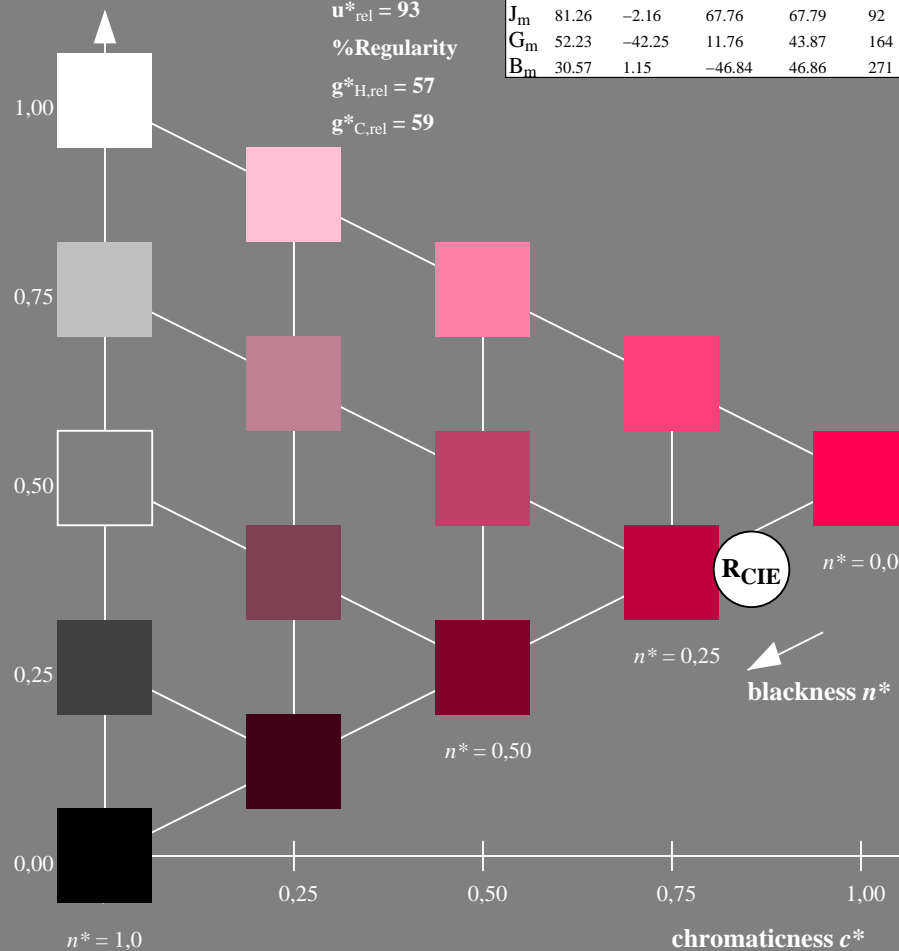 u*rel = 93
%Regularity
g*H,rel = 57
g*C,rel = 59
Jm 81.26 −2.16 67.76 67.79 92
Gm 52.23 −42.25 11.76 43.87 164
Bm 30.57 1.15 −46.84 46.86 271
1,00
0,75
0,50
0,25
0,00
RCIE
n* = 0,0
n* = 0,25
blackness n*
n* = 0,50
0,25 0,50 0,75 1,00
n* = 1,0
chromaticness c*